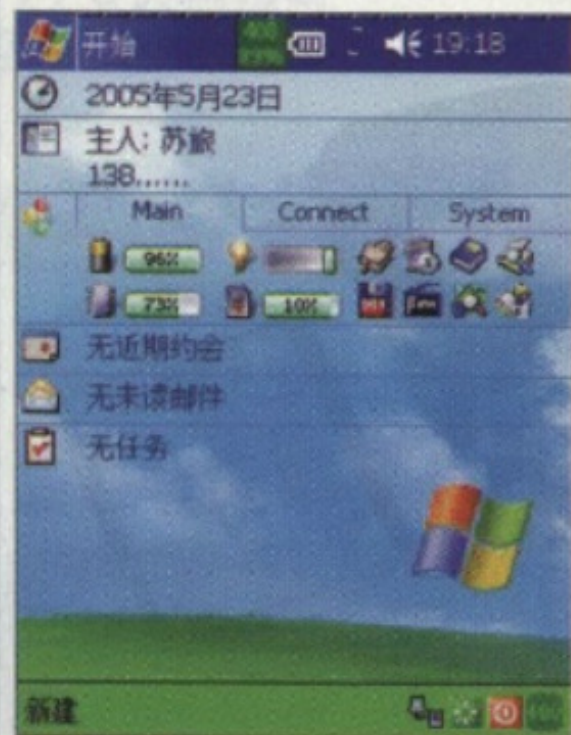 开始 19:18
2005年5月23日
主人: 苏旅
138......
Main Connect System
96%
73% 10%
无近期约会
无未读邮件
无任务
新建